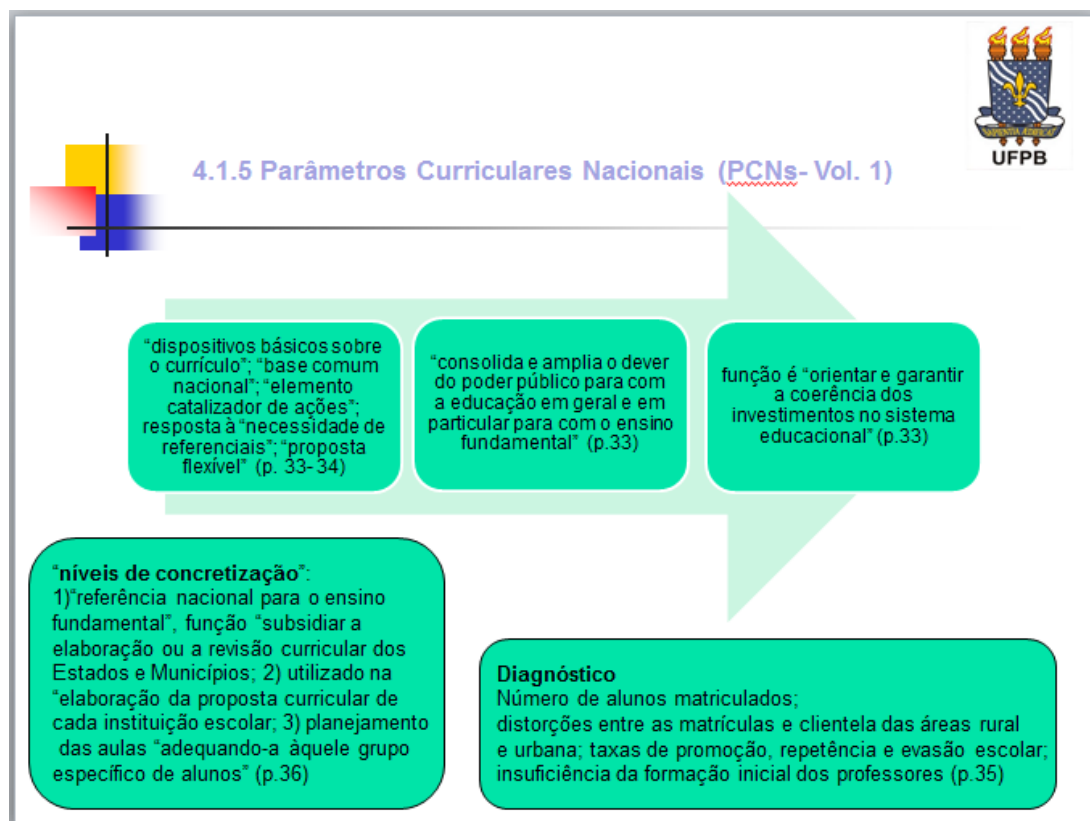 SAPIENTIA ÆDIFICAT
UFPB
4.1.5 Parâmetros Curriculares Nacionais (PCNs- Vol. 1)
“dispositivos básicos sobre
o currículo”; “base comum
nacional”; “elemento
catalizador de ações”;
resposta à “necessidade de
referenciais”; “proposta
flexível” (p. 33-34)
“consolida e amplia o dever
do poder público para com
a educação em geral e em
particular para com o ensino
fundamental” (p.33)
função é “orientar e garantir
a coerência dos
investimentos no sistema
educacional” (p.33)
“níveis de concretização”:
1)“referência nacional para o ensino
fundamental”, função “subsidiar a
elaboração ou a revisão curricular dos
Estados e Municípios; 2) utilizado na
“elaboração da proposta curricular de
cada instituição escolar; 3) planejamento
das aulas “adequando-a àquele grupo
específico de alunos” (p.36)
Diagnóstico
Número de alunos matriculados;
distorções entre as matrículas e clientela das áreas rural
e urbana; taxas de promoção, repetência e evasão escolar;
insuficiência da formação inicial dos professores (p.35)